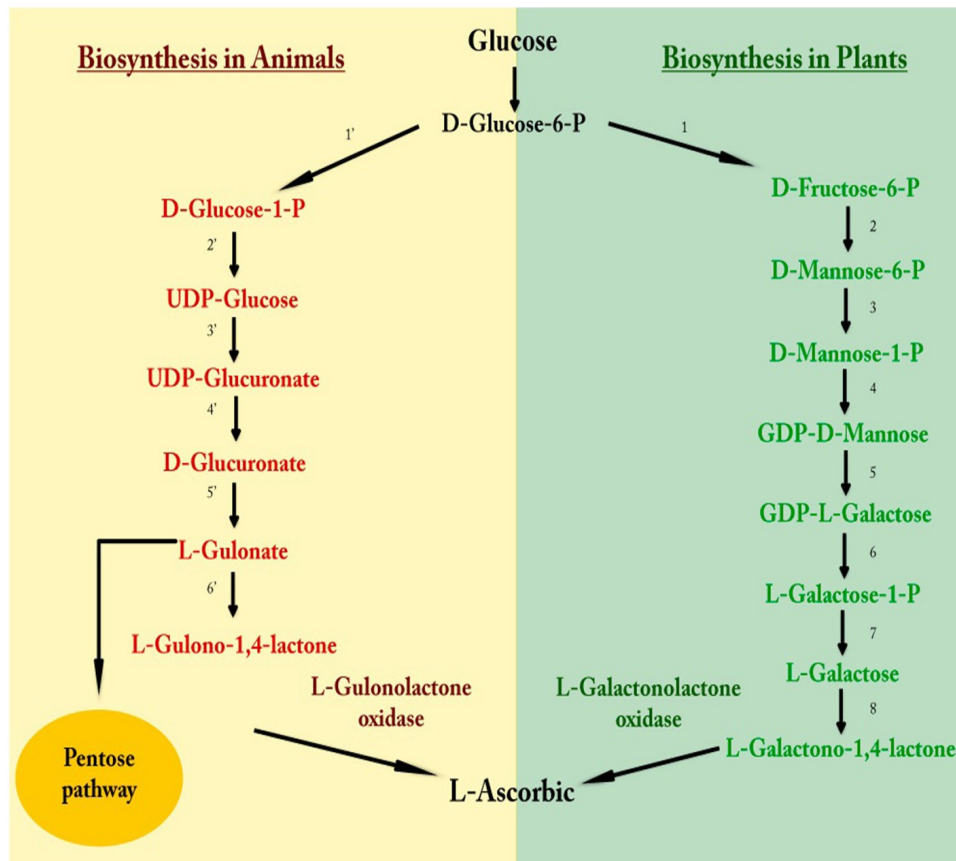 Glucose
Biosynthesis in Animals
Biosynthesis in Plants
D-Glucose-6-P
1'
1
D-Glucose-1-P
2'
UDP-Glucose
3'
UDP-Glucuronate
4'
D-Glucuronate
5'
L-Gulonate
6'
L-Gulono-1,4-lactone
L-Gulonolactone
oxidase
Pentose
pathway
D-Fructose-6-P
2
D-Mannose-6-P
3
D-Mannose-1-P
4
GDP-D-Mannose
5
GDP-L-Galactose
6
L-Galactose-1-P
7
L-Galactose
8
L-Galactono-1,4-lactone
L-Galactonolactone
oxidase
L-Ascorbic